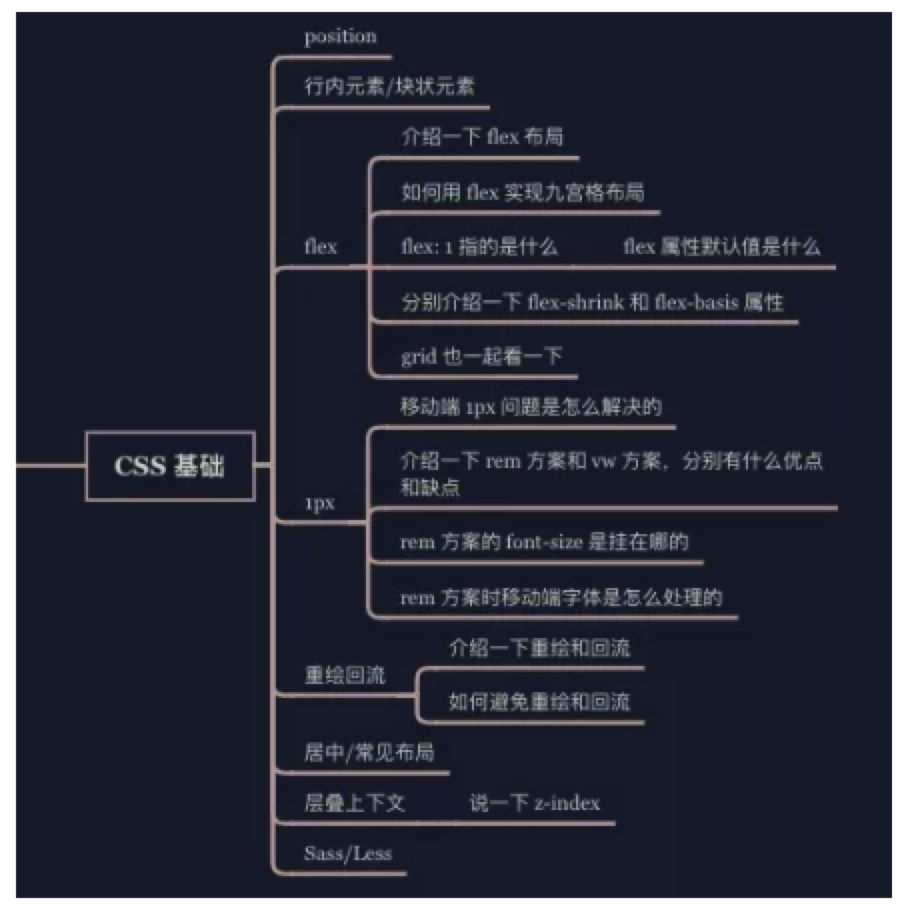 position
行内元素/块状元素
介绍一下 flex 布局
如何用 flex 实现九宫格布局
flex
flex: 1 指的是什么
flex 属性默认值是什么
分别介绍一下 flex-shrink 和 flex-basis 属性
grid 也一起看一下
移动端 1px 问题是怎么解决的
CSS 基础
介绍一下 rem 方案和 vw 方案，分别有什么优点
和缺点
1px
rem 方案的 font-size 是挂在哪的
rem 方案时移动端字体是怎么处理的
介绍一下重绘和回流
重绘回流
如何避免重绘和回流
居中/常见布局
层叠上下文
说一下 z-index
Sass/Less